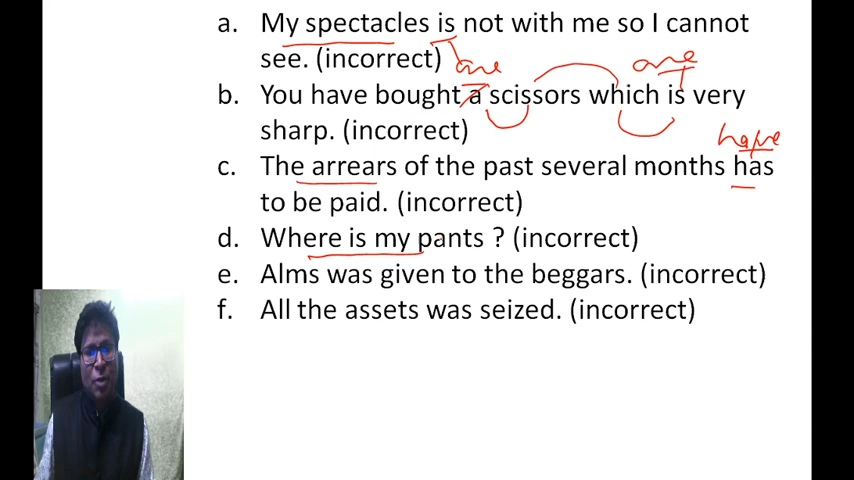 a. My spectacles is not with me so I cannot
see. (incorrect) are are
b. You have bought a scissors which is very
sharp. (incorrect) have
c. The arrears of the past several months has
to be paid. (incorrect)
d. Where is my pants ? (incorrect)
e. Alms was given to the beggars. (incorrect)
f. All the assets was seized. (incorrect)